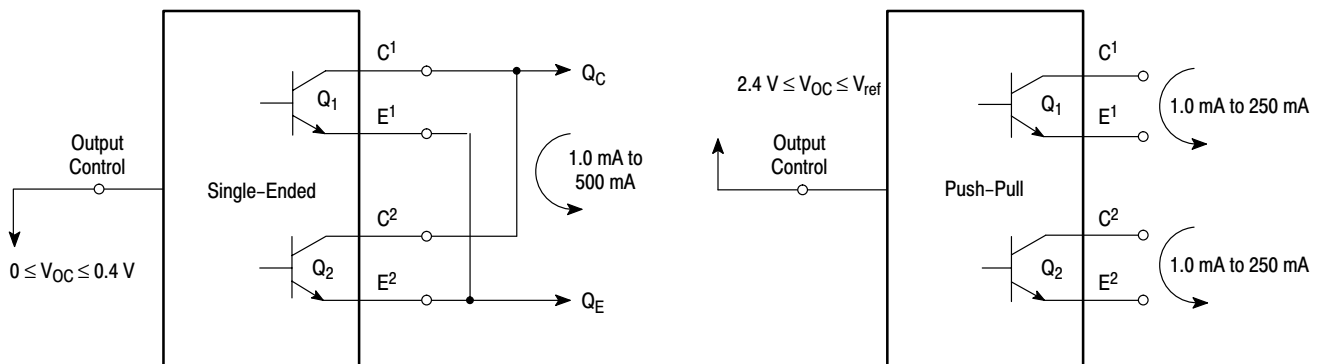 C¹
Q_C
Q₁
E¹
Output
Control
1.0 mA to
500 mA
Single–Ended
C²
0 ≤ V_OC ≤ 0.4 V
Q₂
E²
Q_E
C¹
2.4 V ≤ V_OC ≤ V_ref
Q₁
1.0 mA to 250 mA
E¹
Output
Control
Push–Pull
C²
Q₂
1.0 mA to 250 mA
E²